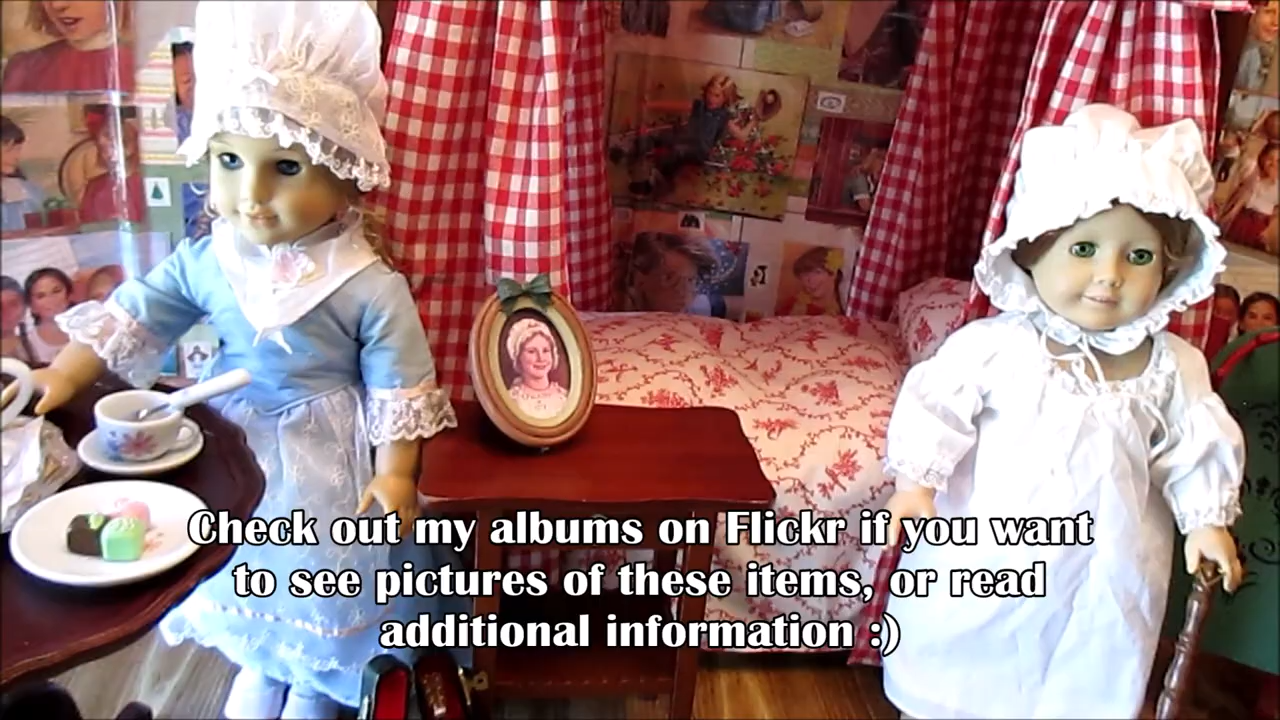 Check out my albums on Flickr if you want
to see pictures of these items, or read
additional information :)